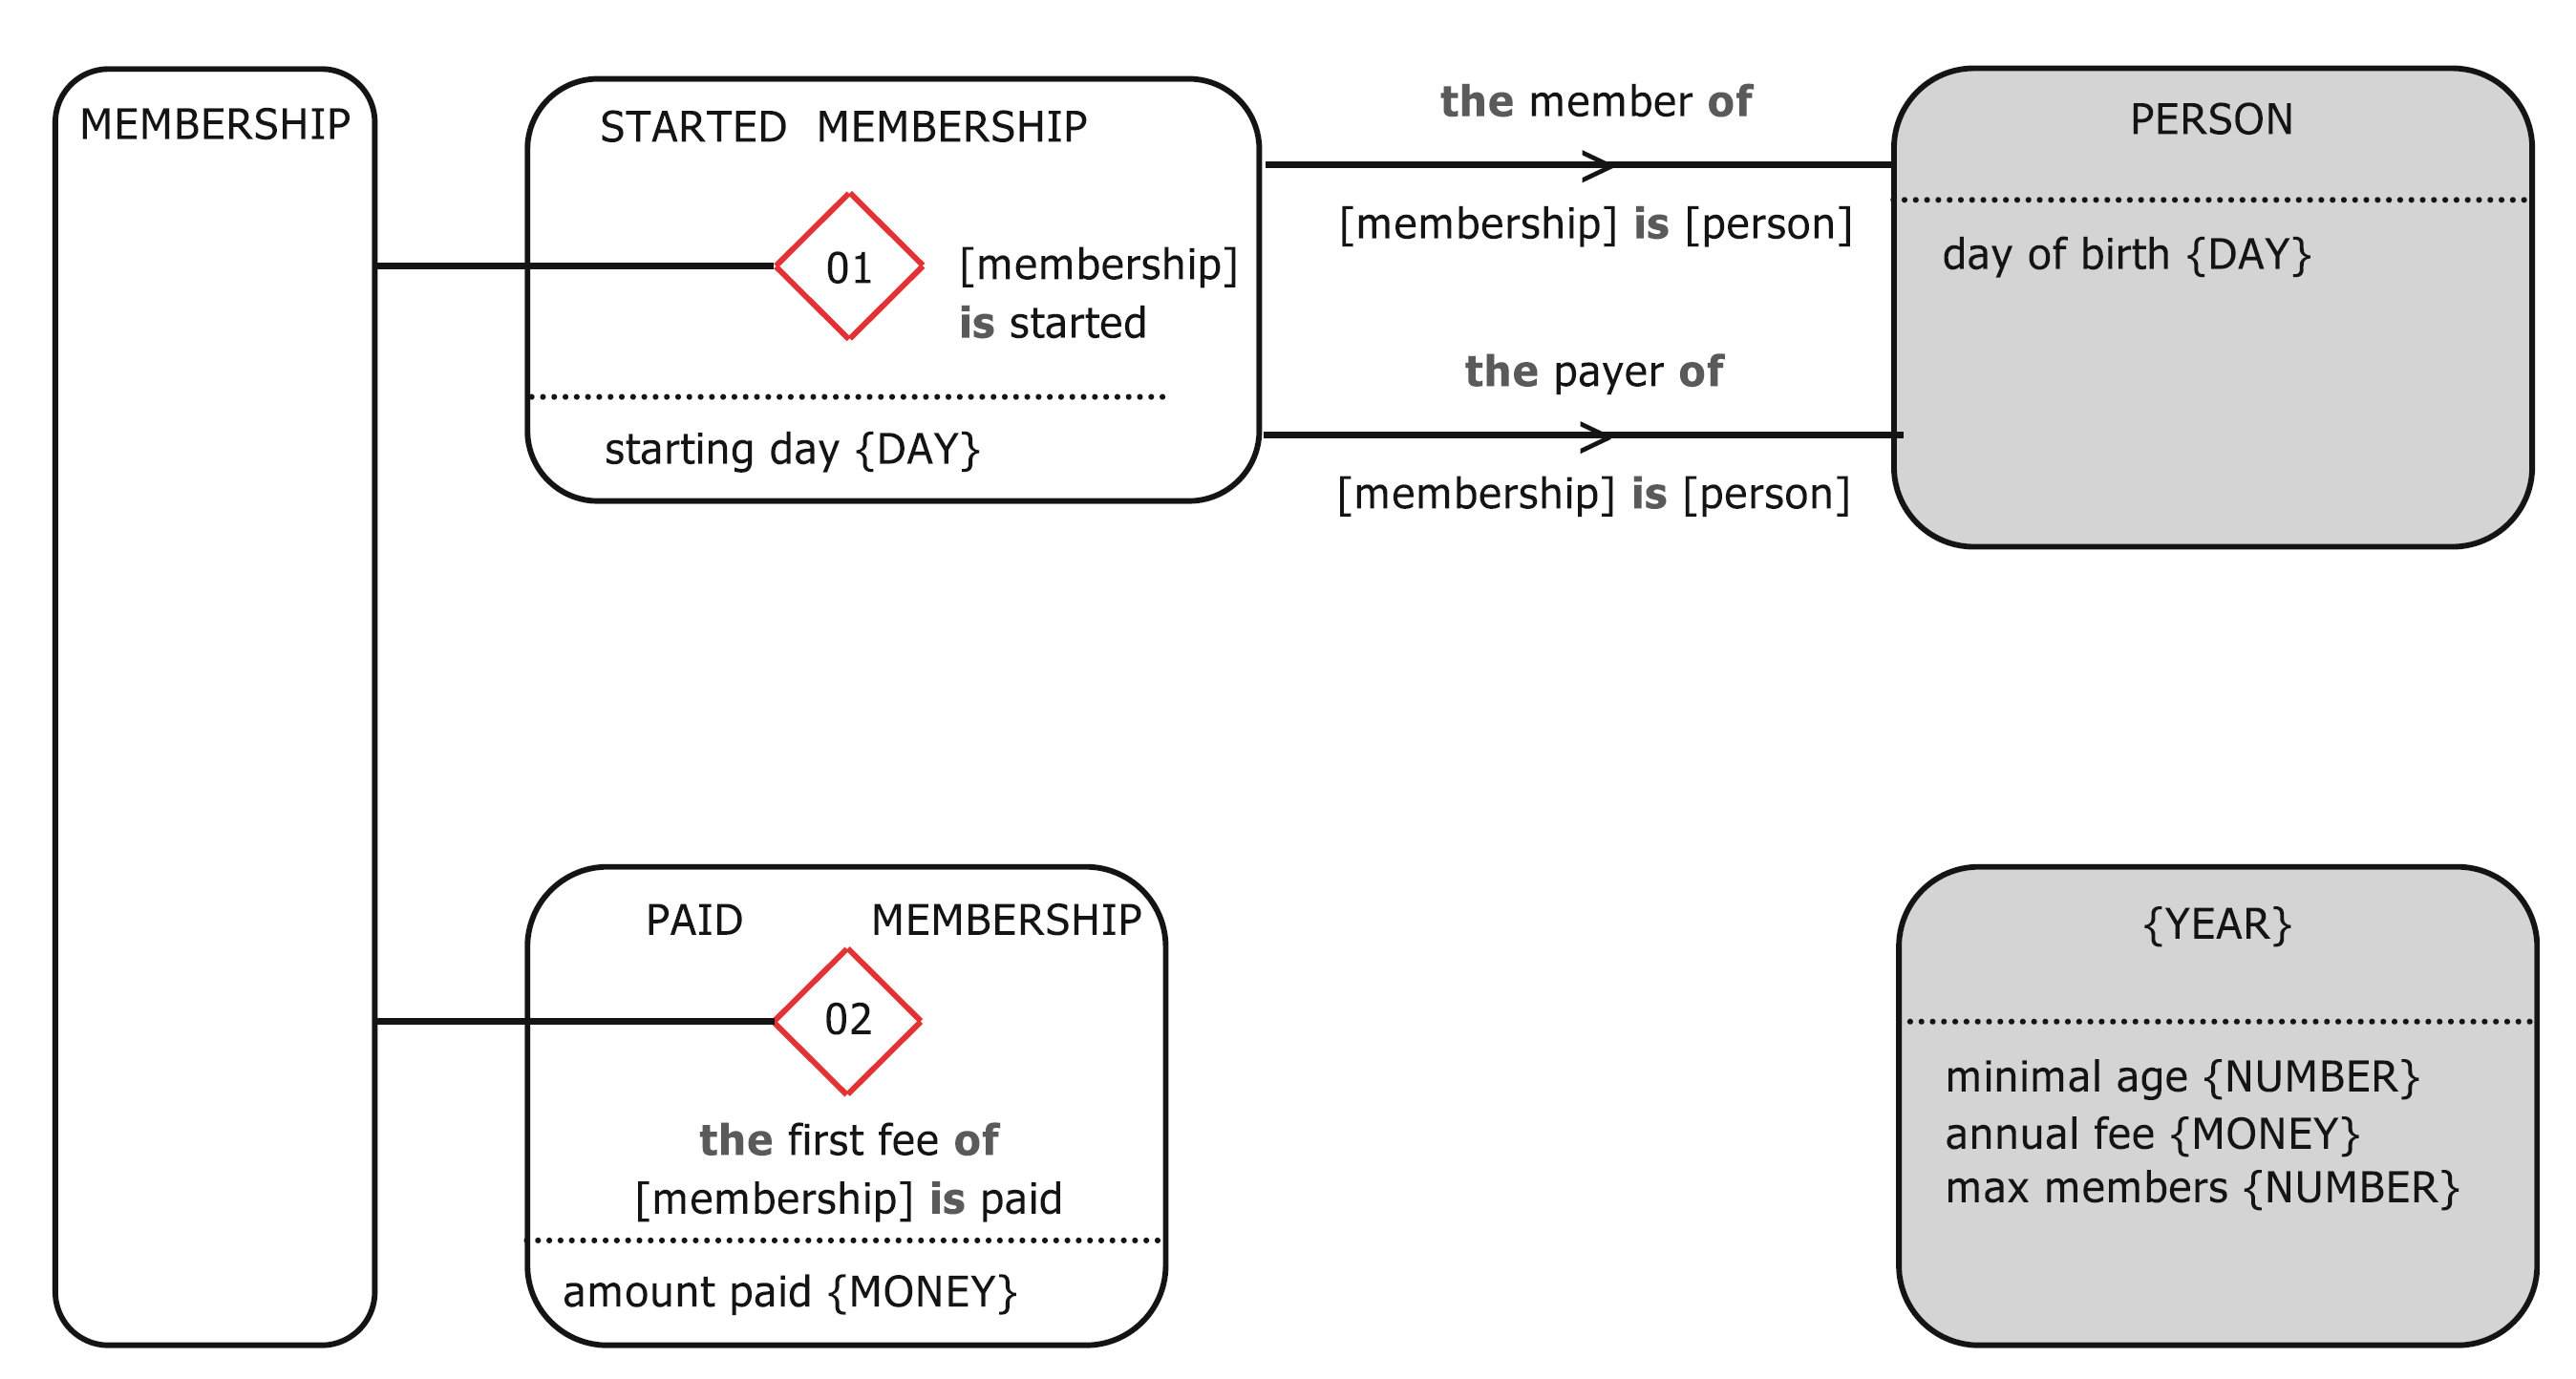 MEMBERSHIP
STARTED MEMBERSHIP
01
[membership]
is started
starting day {DAY}
the member of
[membership] is [person]
the payer of
[membership] is [person]
PERSON
day of birth {DAY}
PAID MEMBERSHIP
02
the first fee of
[membership] is paid
amount paid {MONEY}
{YEAR}
minimal age {NUMBER}
annual fee {MONEY}
max members {NUMBER}